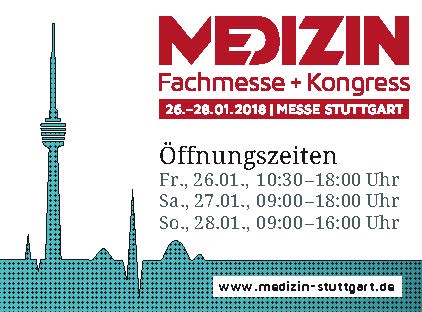 MEDIZIN
Fachmesse + Kongress
26.–28.01.2018 | MESSE STUTTGART
Öffnungszeiten
Fr., 26.01., 10:30–18:00 Uhr
Sa., 27.01., 09:00–18:00 Uhr
So., 28.01., 09:00–16:00 Uhr
www.medizin-stuttgart.de